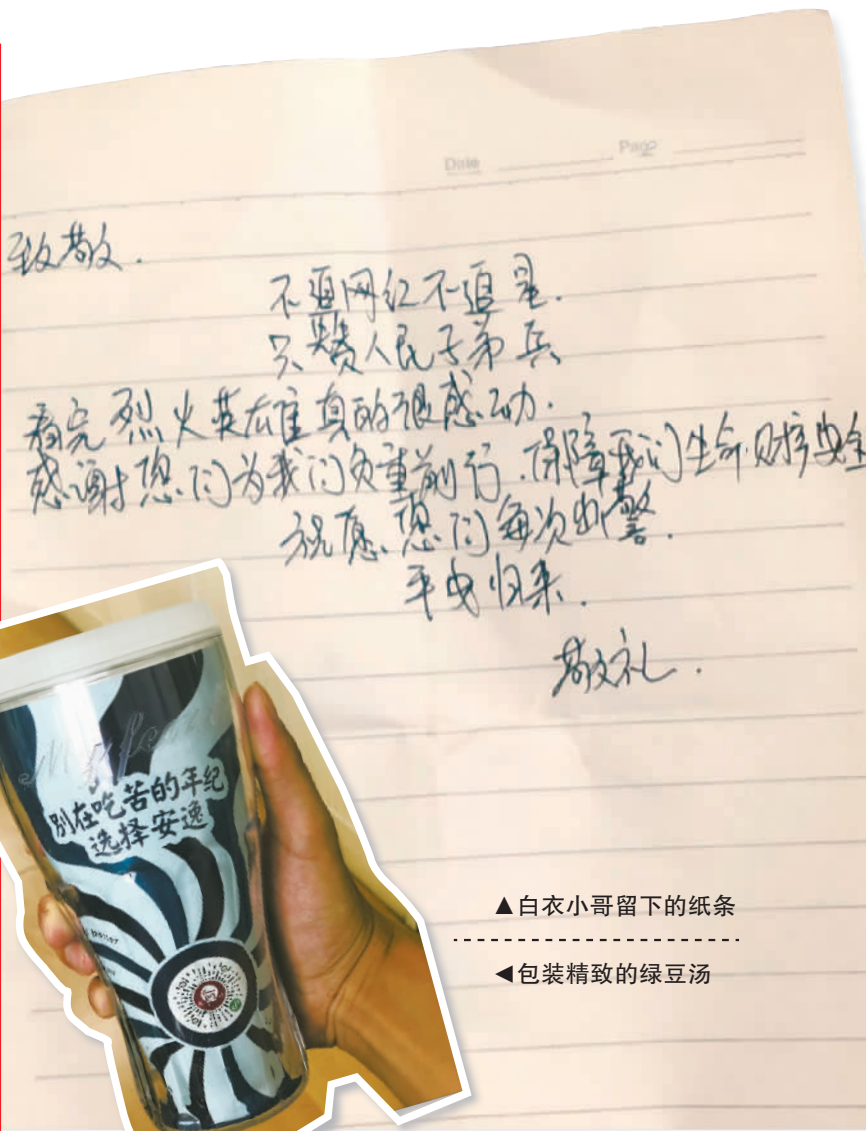 Date Page
致敬.
不追网红不追星.
只赞人民子弟兵
看完烈火英雄真的很感动.
感谢您们为我们负重前行.保障我们生命财产安全
祝愿您们每次出警.
平安归来.
敬礼.
别在吃苦的年纪
选择安逸
▲白衣小哥留下的纸条
◀包装精致的绿豆汤